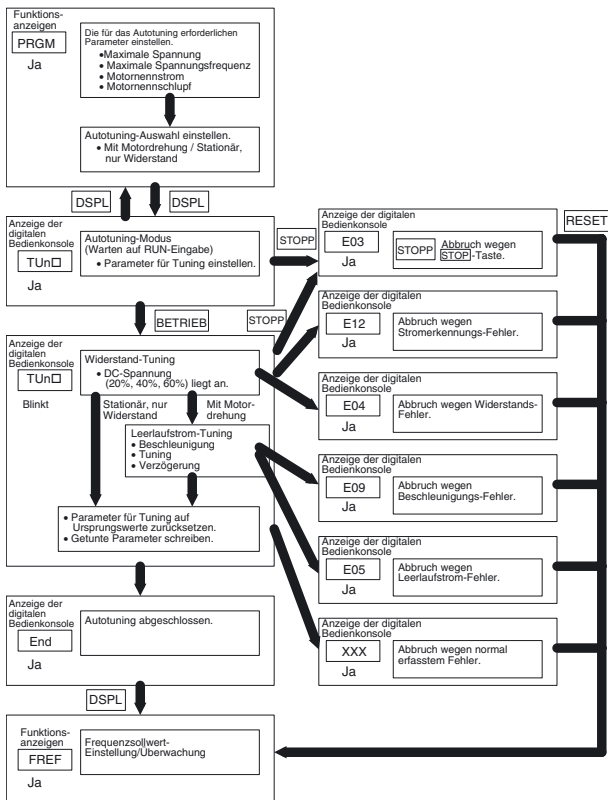 Funktions-
anzeigen
PRGM
Ja
Die für das Autotuning erforderlichen
Parameter einstellen.
•Maximale Spannung
• Maximale Spannungsfrequenz
• Motornennstrom
• Motornennschlupf
Autotuning-Auswahl einstellen.
• Mit Motordrehung / Stationär,
nur Widerstand
DSPL
DSPL
Anzeige der
digitalen
Bedienkonsole
TUn□
Ja
Autotuning-Modus
(Warten auf RUN-Eingabe)
• Parameter für Tuning einstellen.
STOPP
BETRIEB
STOPP
Anzeige der
digitalen
Bedienkonsole
TUn□
Blinkt
Widerstand-Tuning
• DC-Spannung
(20%, 40%, 60%) liegt an.
Stationär, nur
Widerstand
Mit Motor-
drehung
Leerlaufstrom-Tuning
• Beschleunigung
• Tuning
• Verzögerung
• Parameter für Tuning auf
Ursprungswerte zurücksetzen.
• Getunte Parameter schreiben.
Anzeige der
digitalen
Bedienkonsole
End
Ja
Autotuning abgeschlossen.
DSPL
Funktions-
anzeigen
FREF
Ja
Frequenzsollwert-
Einstellung/Überwachung
Anzeige der digitalen
Bedienkonsole
E03
Ja
STOPP
Abbruch wegen
STOP-Taste.
RESET
Anzeige der digitalen
Bedienkonsole
E12
Ja
Abbruch wegen
Stromerkennungs-Fehler.
Anzeige der digitalen
Bedienkonsole
E04
Ja
Abbruch wegen Widerstands-
Fehler.
Anzeige der digitalen
Bedienkonsole
E09
Ja
Abbruch wegen
Beschleunigungs-Fehler.
Anzeige der digitalen
Bedienkonsole
E05
Ja
Abbruch wegen
Leerlaufstrom-Fehler.
Anzeige der digitalen
Bedienkonsole
XXX
Ja
Abbruch wegen normal
erfasstem Fehler.